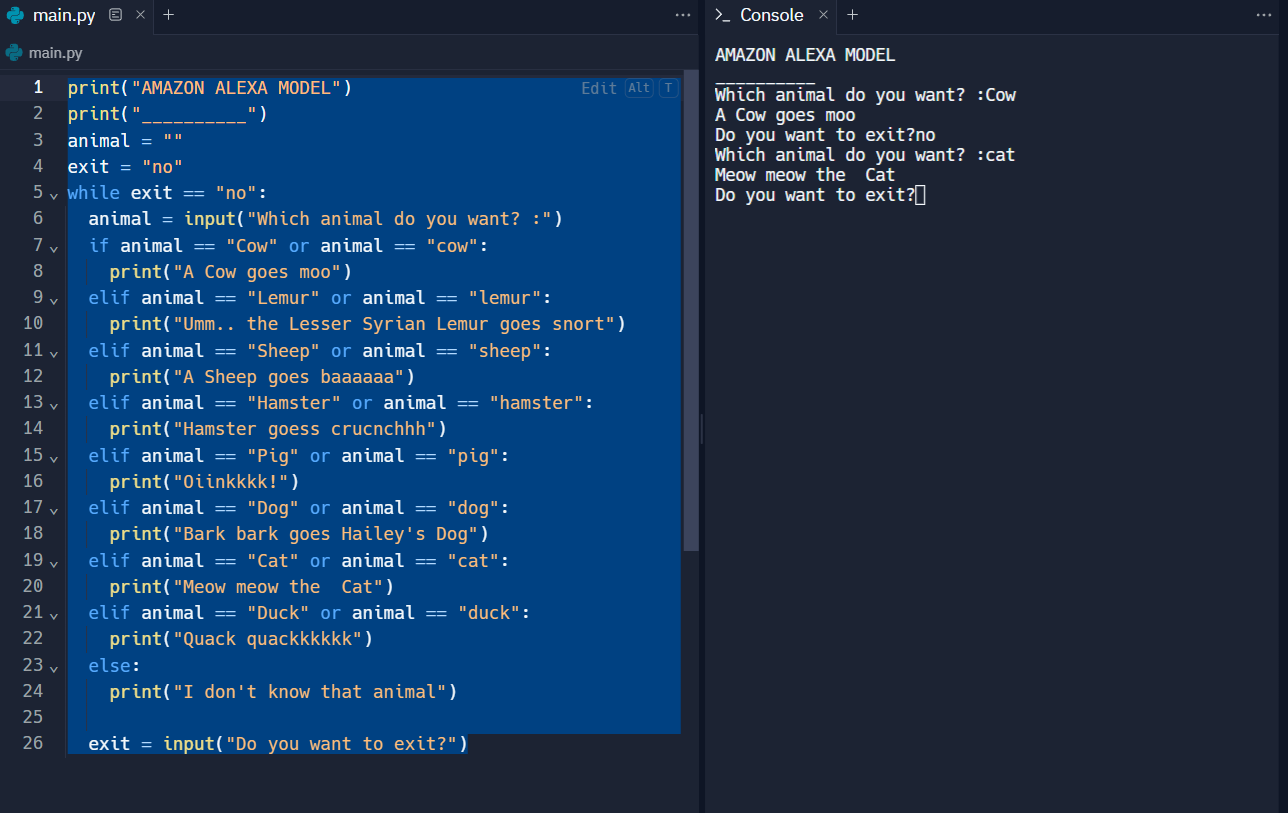 main.py
main.py
Edit Alt T
1 print("AMAZON ALEXA MODEL")
2 print("__________")
3 animal = ""
4 exit = "no"
5 while exit == "no":
6   animal = input("Which animal do you want? :")
7   if animal == "Cow" or animal == "cow":
8     print("A Cow goes moo")
9   elif animal == "Lemur" or animal == "lemur":
10     print("Umm.. the Lesser Syrian Lemur goes snort")
11   elif animal == "Sheep" or animal == "sheep":
12     print("A Sheep goes baaaaaa")
13   elif animal == "Hamster" or animal == "hamster":
14     print("Hamster goess crucnchhh")
15   elif animal == "Pig" or animal == "pig":
16     print("Oiinkkkk!")
17   elif animal == "Dog" or animal == "dog":
18     print("Bark bark goes Hailey's Dog")
19   elif animal == "Cat" or animal == "cat":
20     print("Meow meow the  Cat")
21   elif animal == "Duck" or animal == "duck":
22     print("Quack quackkkkkk")
23   else:
24     print("I don't know that animal")
25
26   exit = input("Do you want to exit?")
Console
AMAZON ALEXA MODEL
__________
Which animal do you want? :Cow
A Cow goes moo
Do you want to exit?no
Which animal do you want? :cat
Meow meow the  Cat
Do you want to exit?